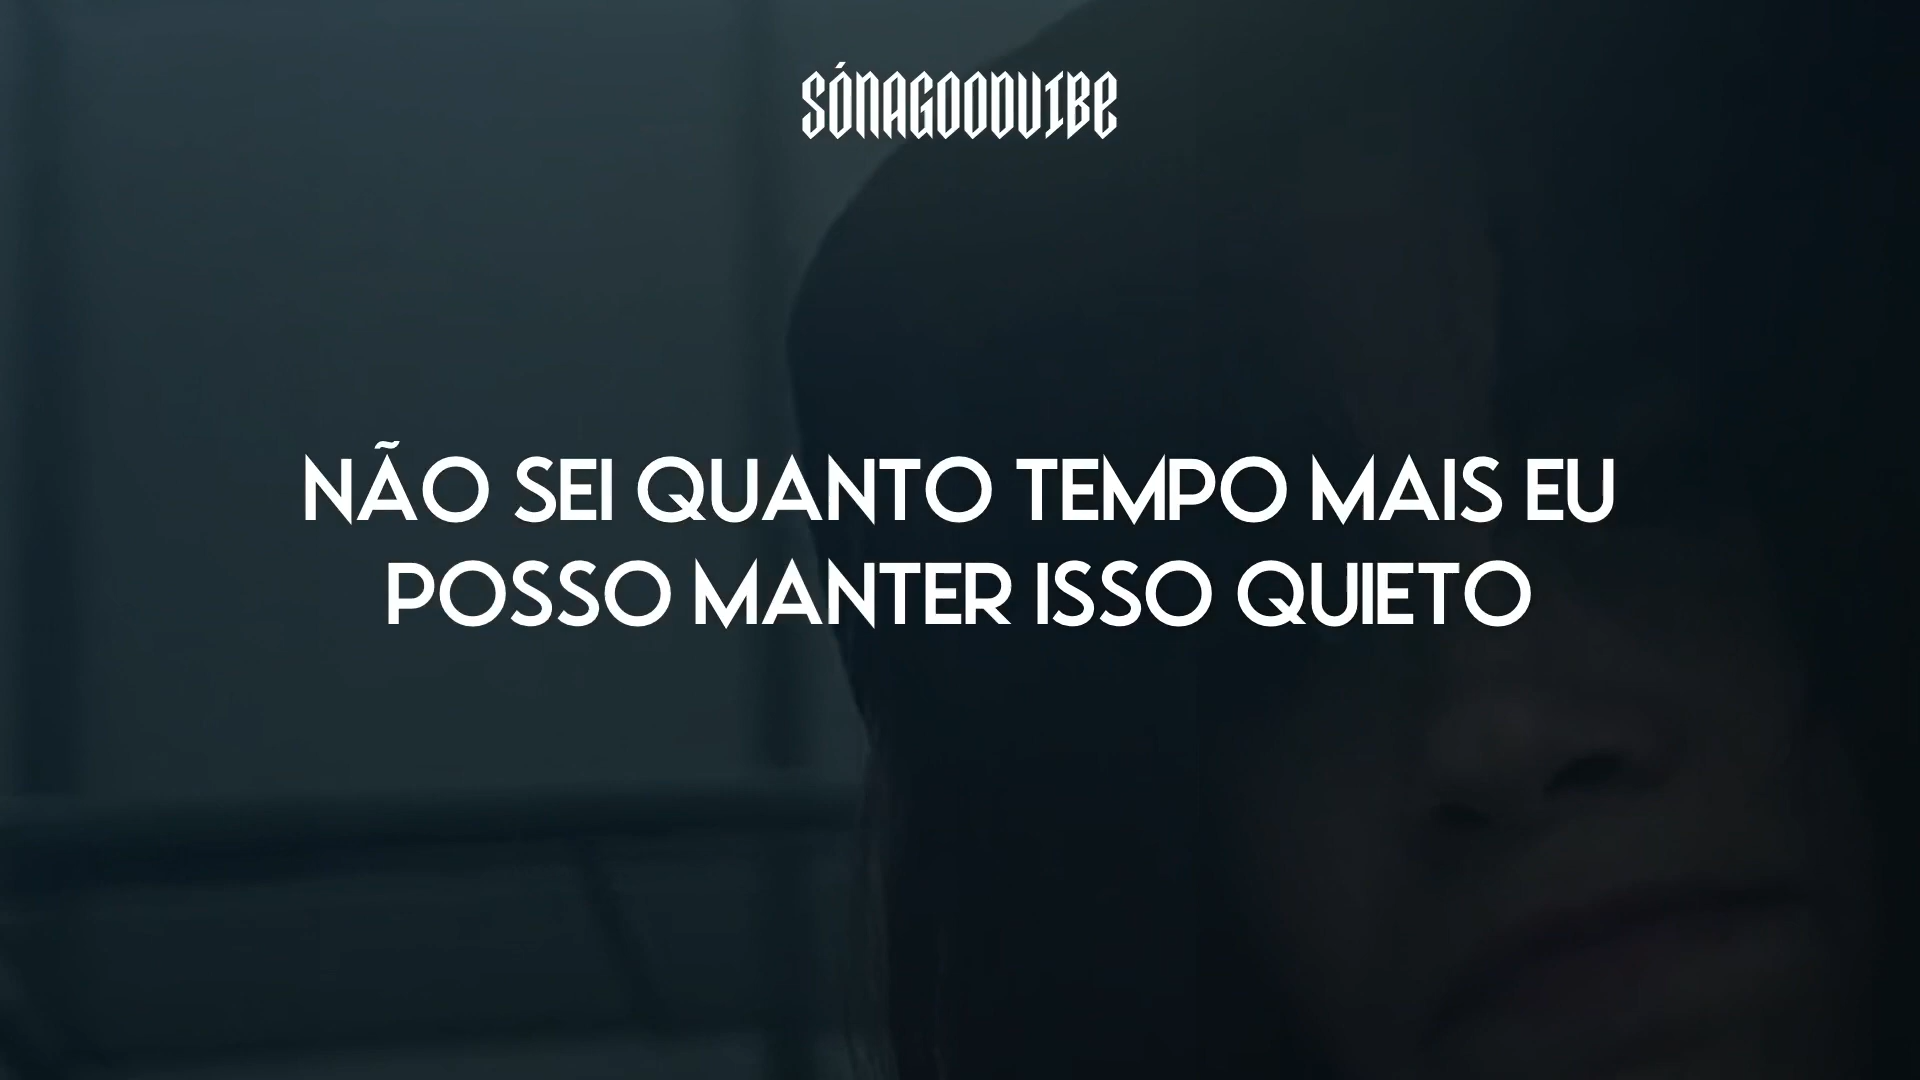 SÓNAGOODVIBE
NÃO SEI QUANTO TEMPO MAIS EU
POSSO MANTER ISSO QUIETO